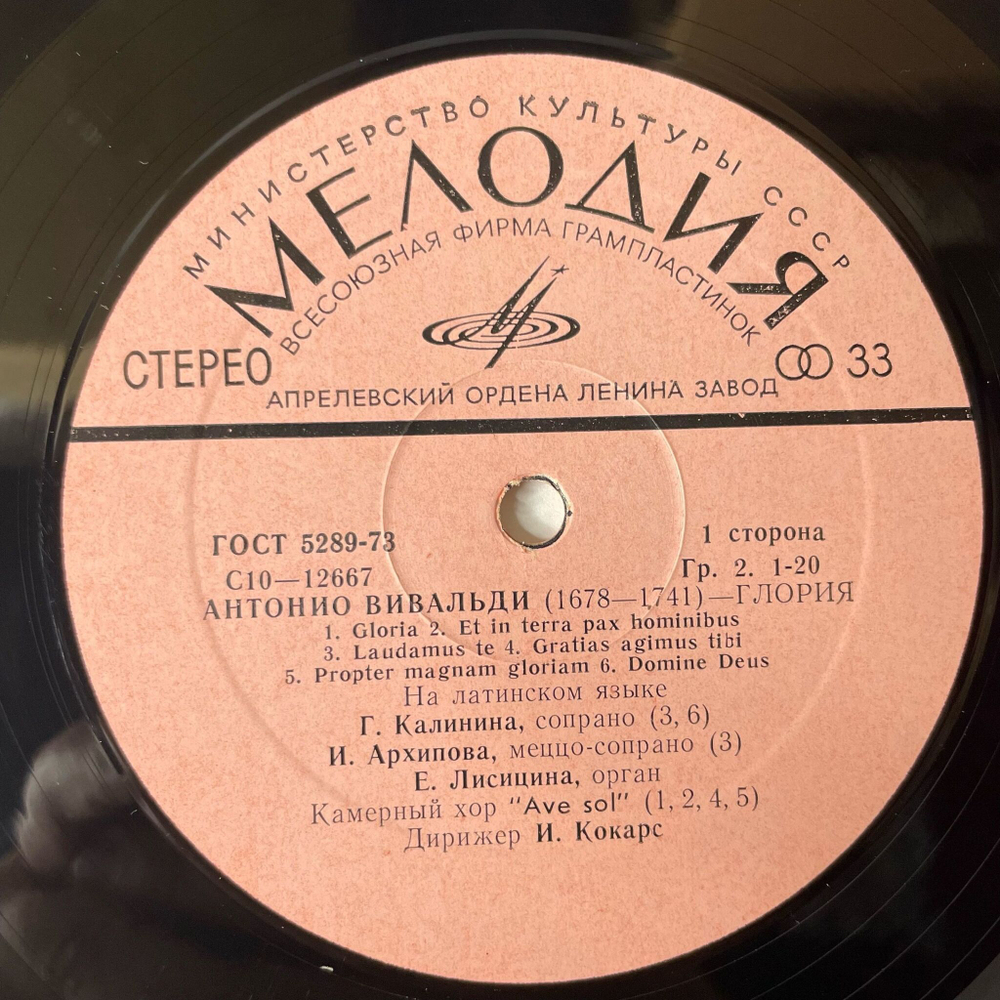 МИНИСТЕРСТВО КУЛЬТУРЫ СССР
МЕЛОДИЯ
ВСЕСОЮЗНАЯ ФИРМА ГРАМПЛАСТИНОК
СТЕРЕО
33
АПРЕЛЕВСКИЙ ОРДЕНА ЛЕНИНА ЗАВОД
ГОСТ 5289-73
1 сторона
С10—12667
Гр. 2. 1-20
АНТОНИО ВИВАЛЬДИ (1678—1741)—ГЛОРИЯ
1. Gloria 2. Et in terra pax hominibus
3. Laudamus te 4. Gratias agimus tibi
5. Propter magnam gloriam 6. Domine Deus
На латинском языке
Г. Калинина, сопрано (3, 6)
И. Архипова, меццо-сопрано (3)
Е. Лисицина, орган
Камерный хор "Ave sol" (1, 2, 4, 5)
Дирижер И. Кокарс